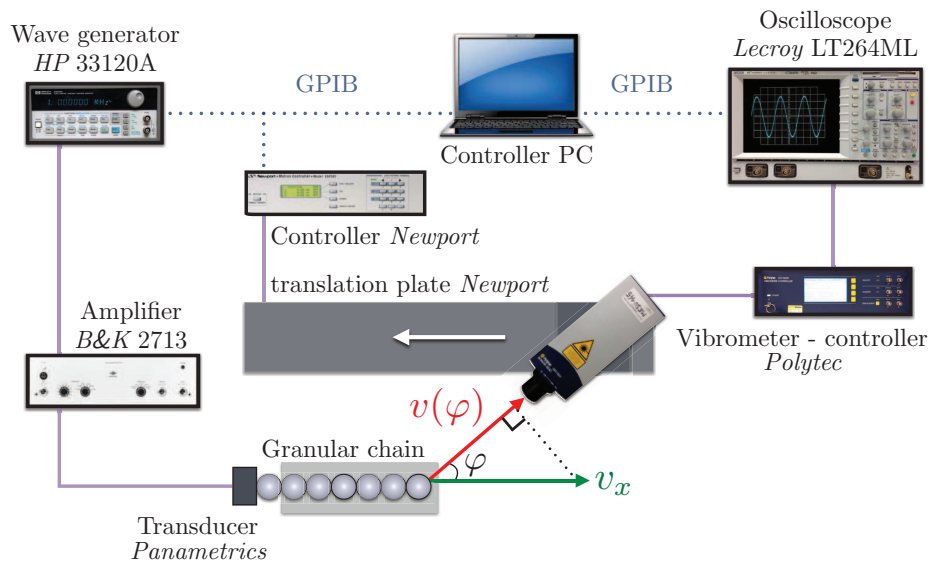 Wave generator
HP 33120A
GPIB
GPIB
Oscilloscope
Lecroy LT264ML
Controller PC
Newport
Controller Newport
translation plate Newport
Amplifier
B&K 2713
Vibrometer - controller
Polytec
v(φ)
Granular chain
φ
v_x
Transducer
Panametrics